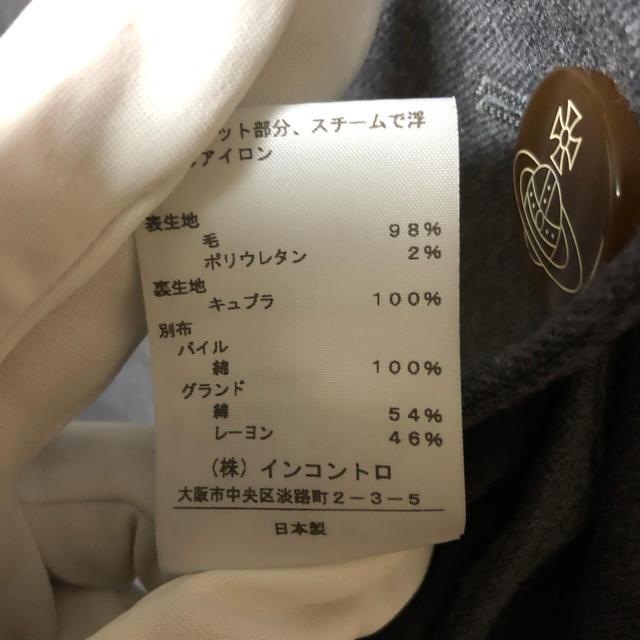 ット部分、スチームで浮
アイロン
表生地
毛 98%
ポリウレタン 2%
裏生地
キュプラ 100%
別布
パイル
綿 100%
グランド
綿 54%
レーヨン 46%
(株)インコントロ
大阪市中央区淡路町2-3-5
日本製